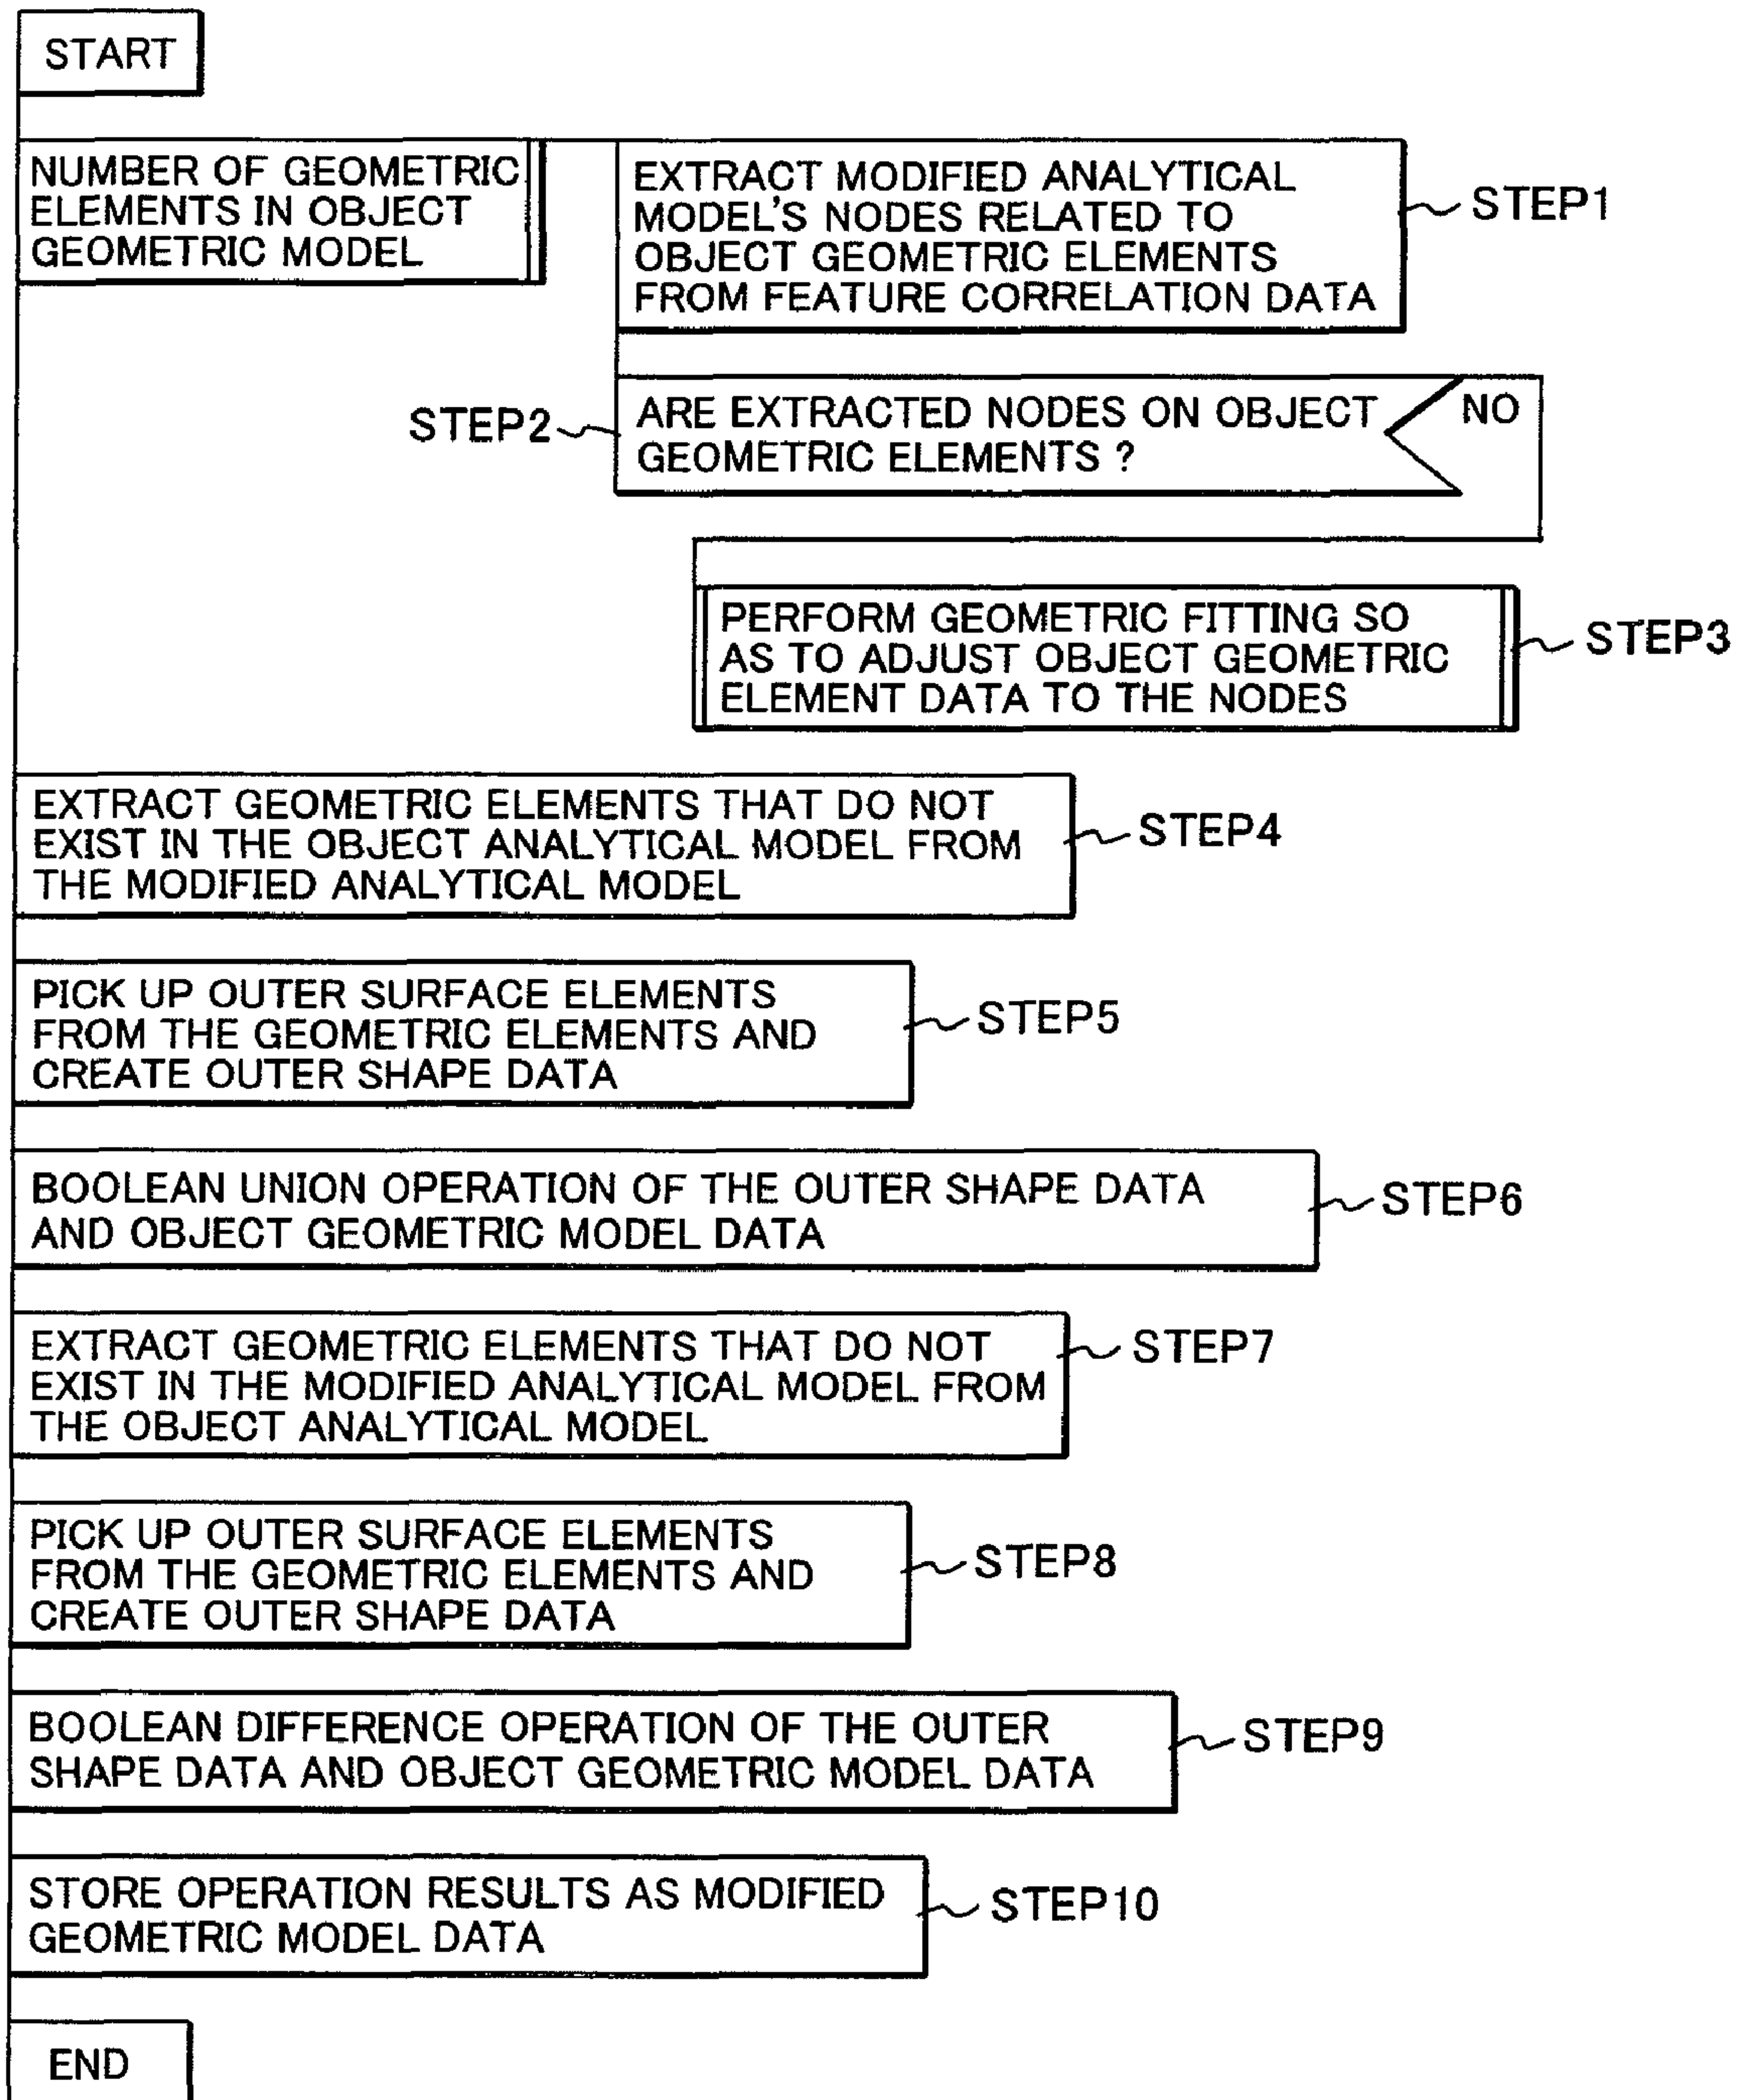 START
NUMBER OF GEOMETRIC
ELEMENTS IN OBJECT
GEOMETRIC MODEL
EXTRACT MODIFIED ANALYTICAL
MODEL'S NODES RELATED TO
OBJECT GEOMETRIC ELEMENTS
FROM FEATURE CORRELATION DATA
STEP1
STEP2
ARE EXTRACTED NODES ON OBJECT
GEOMETRIC ELEMENTS ?
NO
PERFORM GEOMETRIC FITTING SO
AS TO ADJUST OBJECT GEOMETRIC
ELEMENT DATA TO THE NODES
STEP3
EXTRACT GEOMETRIC ELEMENTS THAT DO NOT
EXIST IN THE OBJECT ANALYTICAL MODEL FROM
THE MODIFIED ANALYTICAL MODEL
STEP4
PICK UP OUTER SURFACE ELEMENTS
FROM THE GEOMETRIC ELEMENTS AND
CREATE OUTER SHAPE DATA
STEP5
BOOLEAN UNION OPERATION OF THE OUTER SHAPE DATA
AND OBJECT GEOMETRIC MODEL DATA
STEP6
EXTRACT GEOMETRIC ELEMENTS THAT DO NOT
EXIST IN THE MODIFIED ANALYTICAL MODEL FROM
THE OBJECT ANALYTICAL MODEL
STEP7
PICK UP OUTER SURFACE ELEMENTS
FROM THE GEOMETRIC ELEMENTS AND
CREATE OUTER SHAPE DATA
STEP8
BOOLEAN DIFFERENCE OPERATION OF THE OUTER
SHAPE DATA AND OBJECT GEOMETRIC MODEL DATA
STEP9
STORE OPERATION RESULTS AS MODIFIED
GEOMETRIC MODEL DATA
STEP10
END